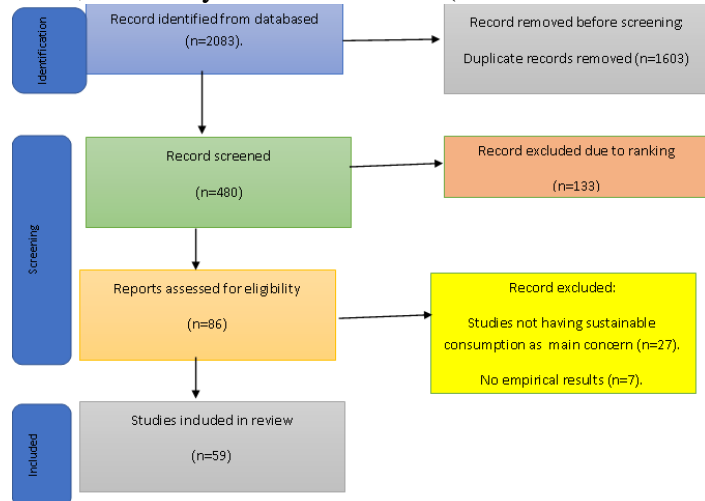 Identification
Record identified from databased
(n=2083).
Record removed before screening:
Duplicate records removed (n=1603)
Screening
Record screened
(n=480)
Record excluded due to ranking
(n=133)
Reports assessed for eligibility
(n=86)
Record excluded:
Studies not having sustainable
consumption as main concern (n=27).
No empirical results (n=7).
Included
Studies included in review
(n=59)